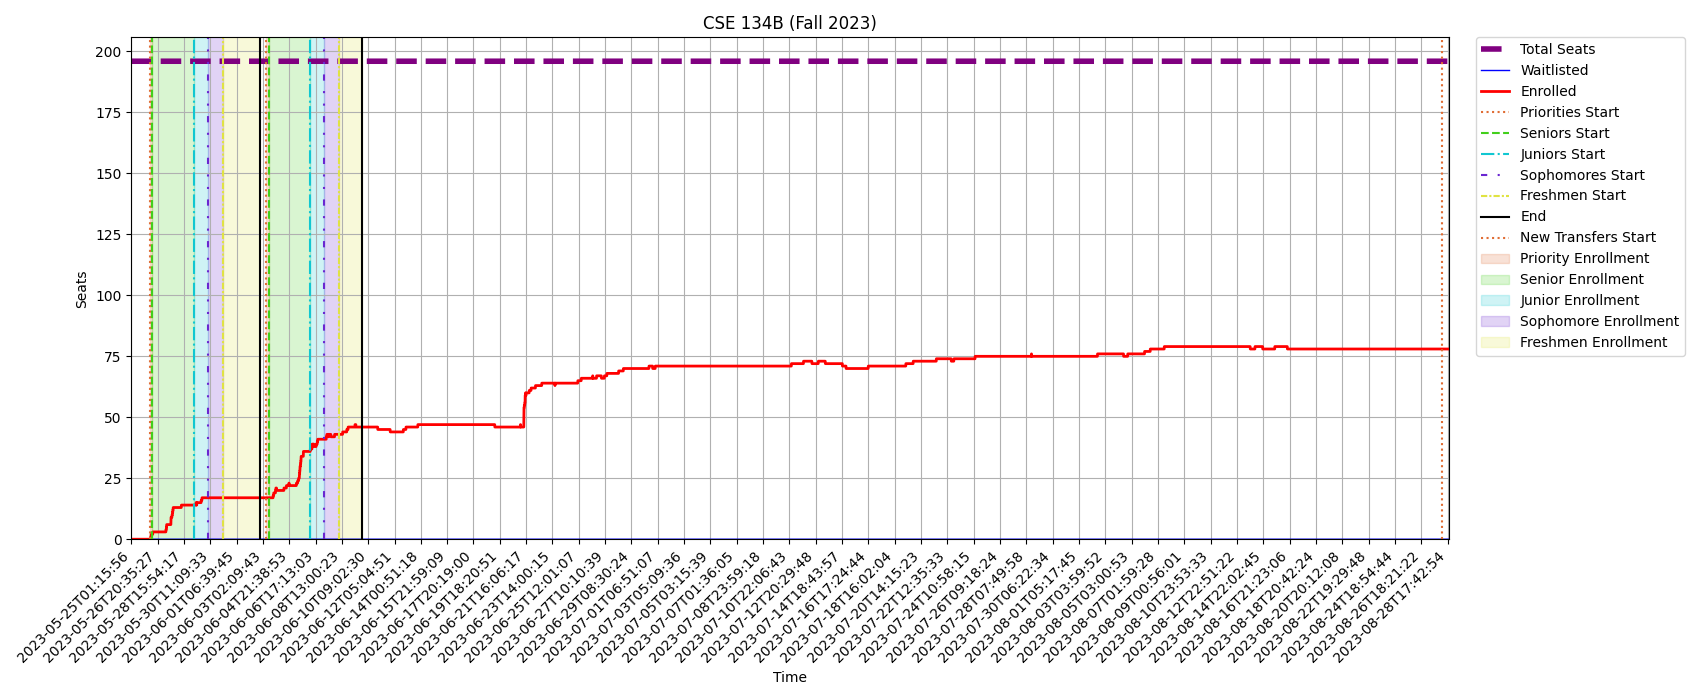 CSE 134B (Fall 2023)
Seats
200
175
150
125
100
75
50
25
0
2023-05-25T01:15:56
2023-05-26T20:35:27
2023-05-28T15:54:17
2023-05-30T11:09:33
2023-06-01T06:39:45
2023-06-03T02:09:43
2023-06-04T21:38:53
2023-06-06T17:13:03
2023-06-08T13:00:23
2023-06-10T09:02:30
2023-06-12T05:04:51
2023-06-14T00:51:18
2023-06-15T21:59:09
2023-06-17T20:19:00
2023-06-19T18:20:51
2023-06-21T16:06:17
2023-06-23T14:00:15
2023-06-25T12:01:07
2023-06-27T10:10:39
2023-06-29T08:30:24
2023-07-01T06:51:07
2023-07-03T05:09:36
2023-07-05T03:15:39
2023-07-07T01:36:05
2023-07-08T23:59:18
2023-07-10T22:06:43
2023-07-12T20:29:48
2023-07-14T18:43:57
2023-07-16T17:24:44
2023-07-18T16:02:04
2023-07-20T14:15:23
2023-07-22T12:35:33
2023-07-24T10:58:15
2023-07-26T09:18:24
2023-07-28T07:49:58
2023-07-30T06:22:34
2023-08-01T05:17:45
2023-08-03T03:59:52
2023-08-05T03:00:53
2023-08-07T01:59:28
2023-08-09T00:56:01
2023-08-10T23:53:33
2023-08-12T22:51:22
2023-08-14T22:02:45
2023-08-16T21:23:06
2023-08-18T20:42:24
2023-08-20T20:12:08
2023-08-22T19:29:48
2023-08-24T18:54:44
2023-08-26T18:21:22
2023-08-28T17:42:54
Time
Total Seats
Waitlisted
Enrolled
Priorities Start
Seniors Start
Juniors Start
Sophomores Start
Freshmen Start
End
New Transfers Start
Priority Enrollment
Senior Enrollment
Junior Enrollment
Sophomore Enrollment
Freshmen Enrollment